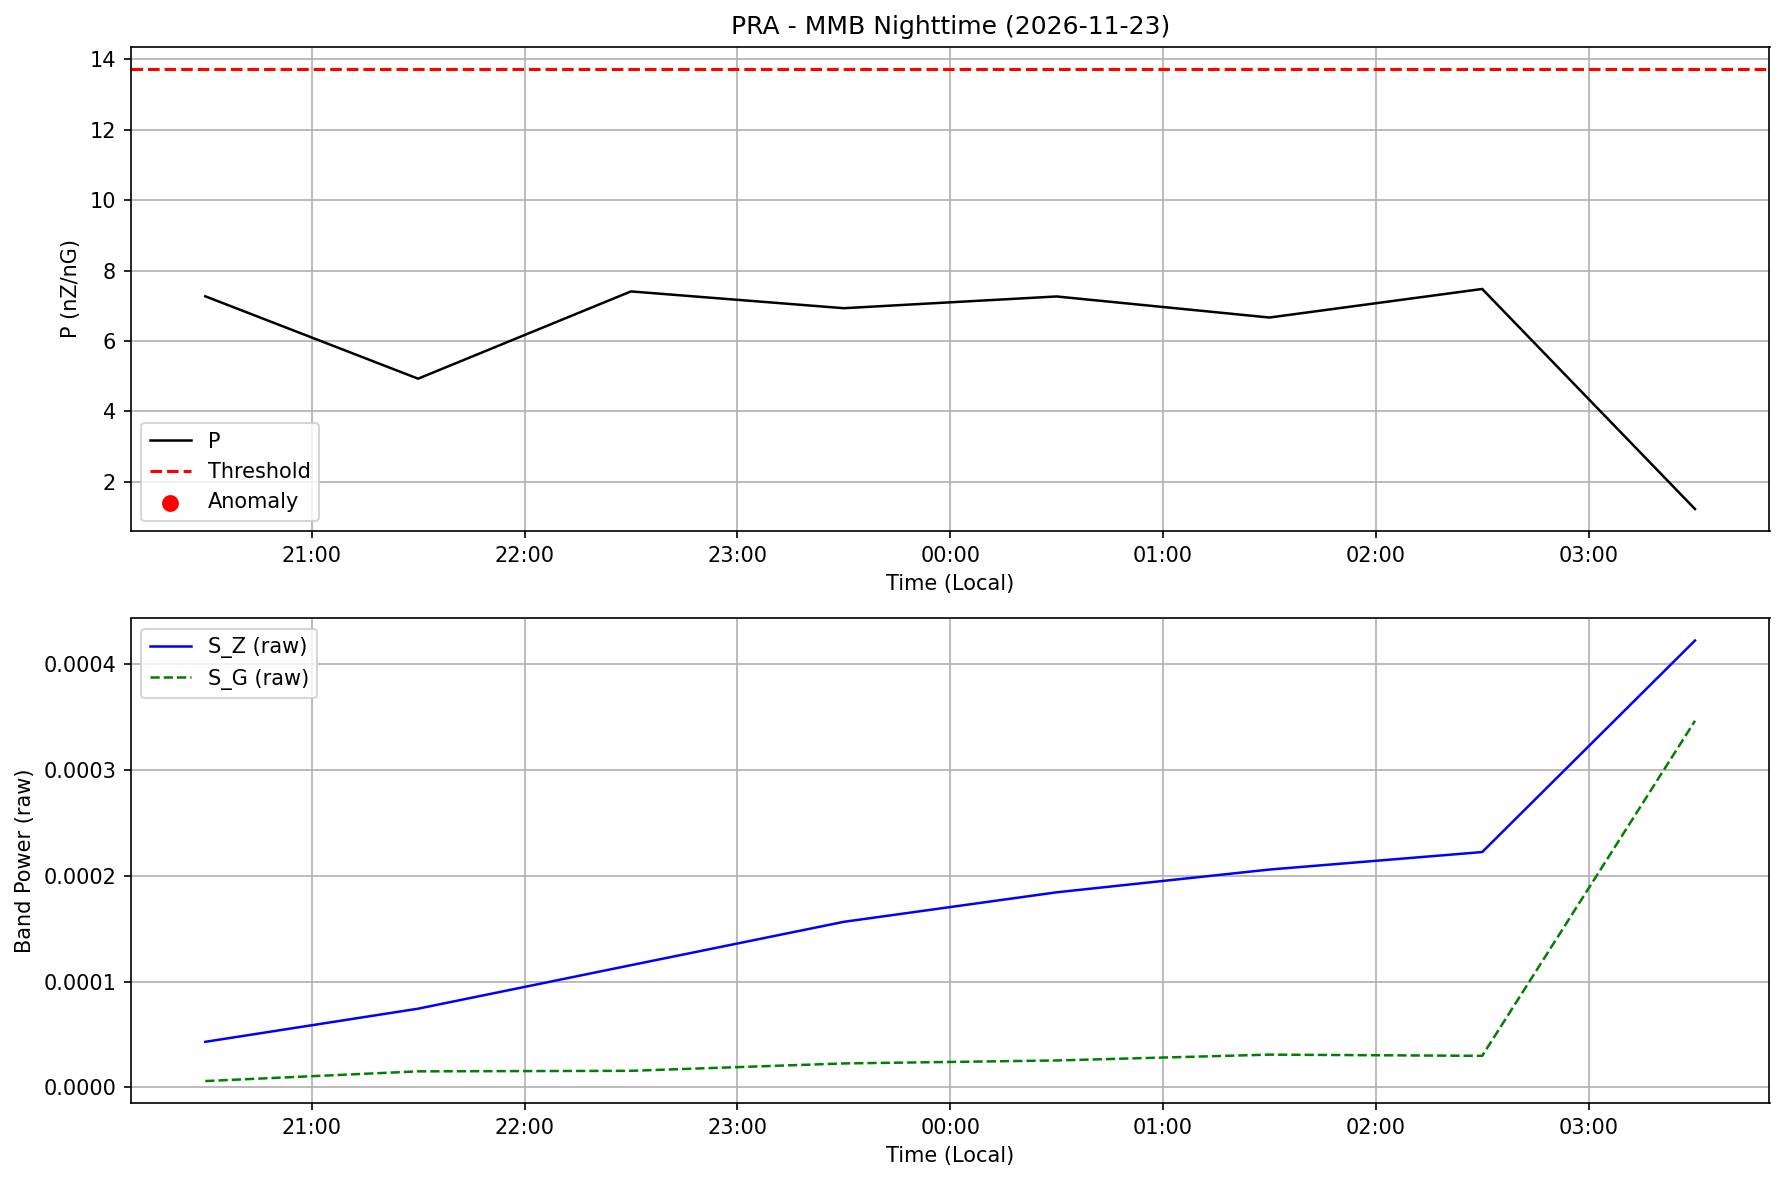 PRA - MMB Nighttime (2026-11-23)
14
12
10
8
6
4
2
P (nZ/nG)
P
Threshold
Anomaly
21:00 22:00 23:00 00:00 01:00 02:00 03:00
Time (Local)
S_Z (raw)
S_G (raw)
0.0004
0.0003
0.0002
0.0001
0.0000
Band Power (raw)
21:00 22:00 23:00 00:00 01:00 02:00 03:00
Time (Local)